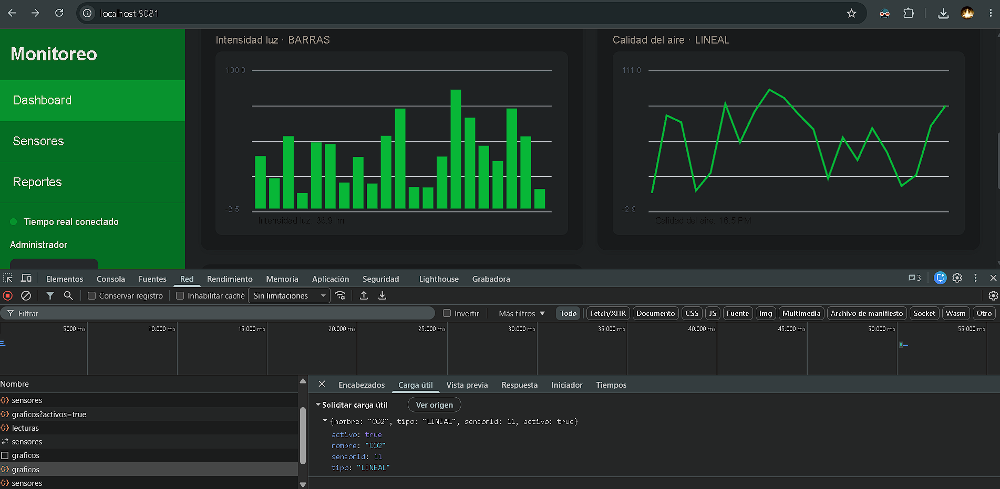 localhost:8081
Monitoreo
Dashboard
Sensores
Reportes
Tiempo real conectado
Administrador
Intensidad luz · BARRAS
108.8
-2.5
Intensidad luz: 36.9 lm
Calidad del aire · LINEAL
111.8
-2.9
Calidad del aire: 16.5 PM
Elementos Consola Fuentes Red Rendimiento Memoria Aplicación Seguridad Lighthouse Grabadora 3
Conservar registro Inhabilitar caché Sin limitaciones
Filtrar Invertir Más filtros Todo Fetch/XHR Documento CSS JS Fuente Img Multimedia Archivo de manifiesto Socket Wasm Otro
5000 ms 10.000 ms 15.000 ms 20.000 ms 25.000 ms 30.000 ms 35.000 ms 40.000 ms 45.000 ms 50.000 ms 55.000 ms
Nombre
sensores
graficos?activos=true
lecturas
sensores
graficos
graficos
sensores
Encabezados Carga útil Vista previa Respuesta Iniciador Tiempos
Solicitar carga útil Ver origen
{nombre: "CO2", tipo: "LINEAL", sensorId: 11, activo: true}
activo: true
nombre: "CO2"
sensorId: 11
tipo: "LINEAL"